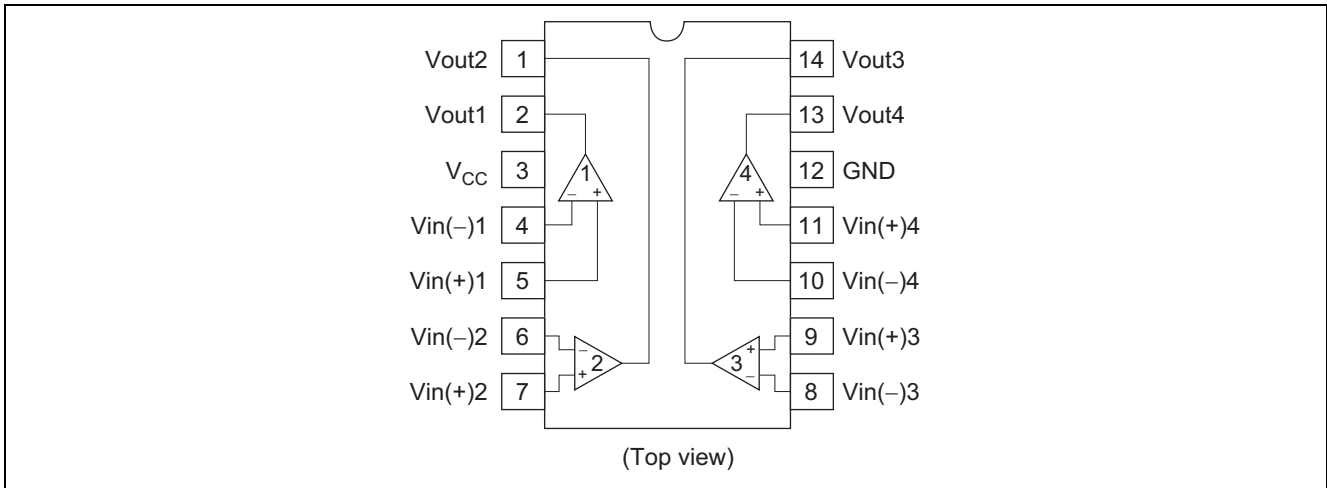 Vout2 1 14 Vout3
Vout1 2 13 Vout4
VCC 3 1 − + 4 − + 12 GND
Vin(−)1 4 11 Vin(+)4
Vin(+)1 5 10 Vin(−)4
Vin(−)2 6 − 2 + 3 9 Vin(+)3
Vin(+)2 7 + − 8 Vin(−)3
(Top view)